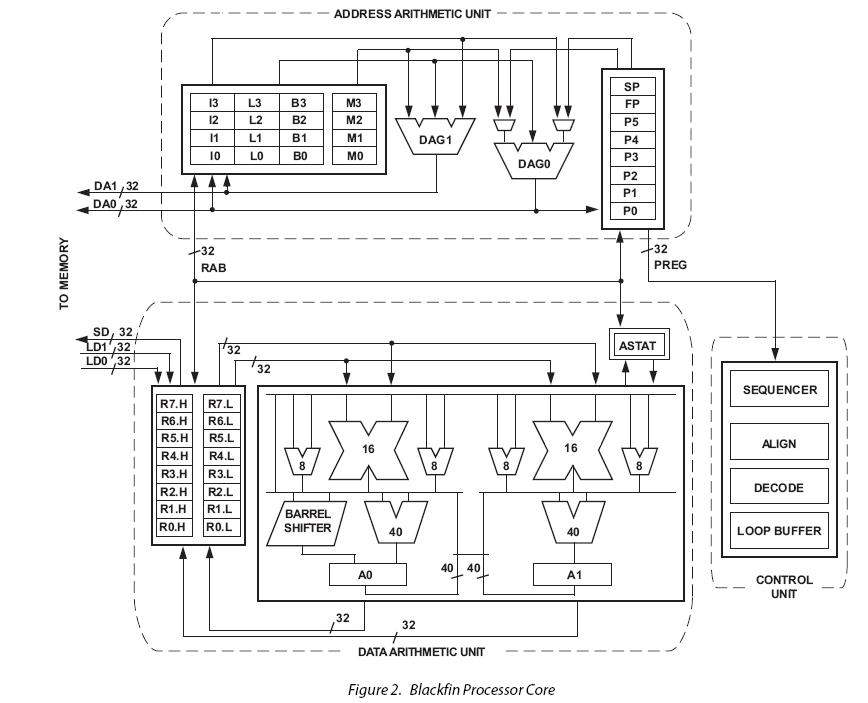 ADDRESS ARITHMETIC UNIT
I3 L3 B3 M3
I2 L2 B2 M2
I1 L1 B1 M1
I0 L0 B0 M0
DAG1
DAG0
SP
FP
P5
P4
P3
P2
P1
P0
DA1 32
DA0 32
32
RAB
32
PREG
TO MEMORY
SD 32
LD1 32
LD0 32
32
32
ASTAT
R7.H R7.L
R6.H R6.L
R5.H R5.L
R4.H R4.L
R3.H R3.L
R2.H R2.L
R1.H R1.L
R0.H R0.L
16
8
8
16
8
8
BARREL
SHIFTER
40
40
A0
40 40
A1
32
32
DATA ARITHMETIC UNIT
SEQUENCER
ALIGN
DECODE
LOOP BUFFER
CONTROL
UNIT
Figure 2. Blackfin Processor Core